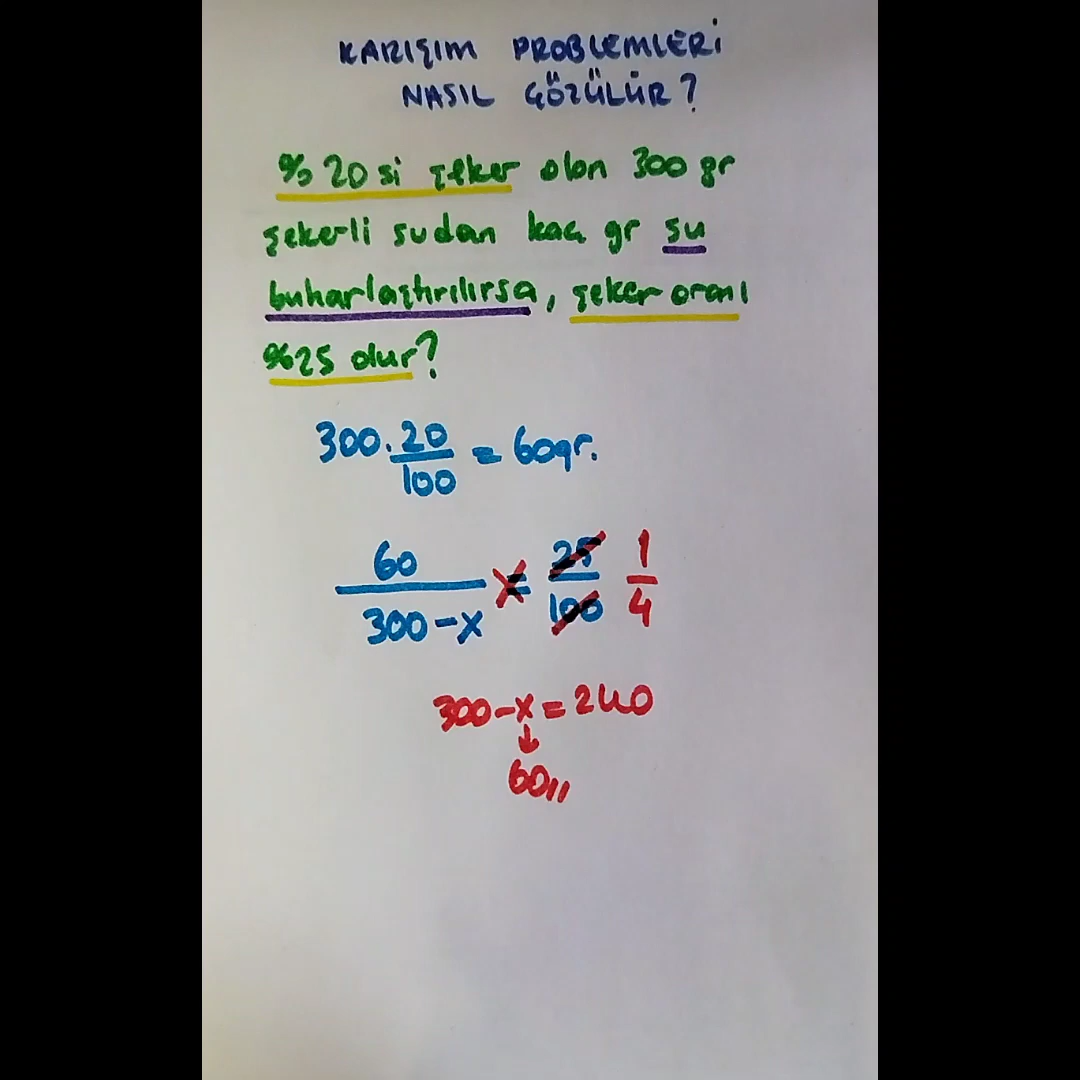 KARIŞIM PROBLEMLERİ
NASIL ÇÖZÜLÜR?
%20 si şeker olan 300 gr
şekerli sudan kaç gr su
buharlaştırılırsa, şeker oranı
%25 olur?
300.20/100 = 60gr.
60/300-x = 25/100 1/4
300-x=240
↓
60//